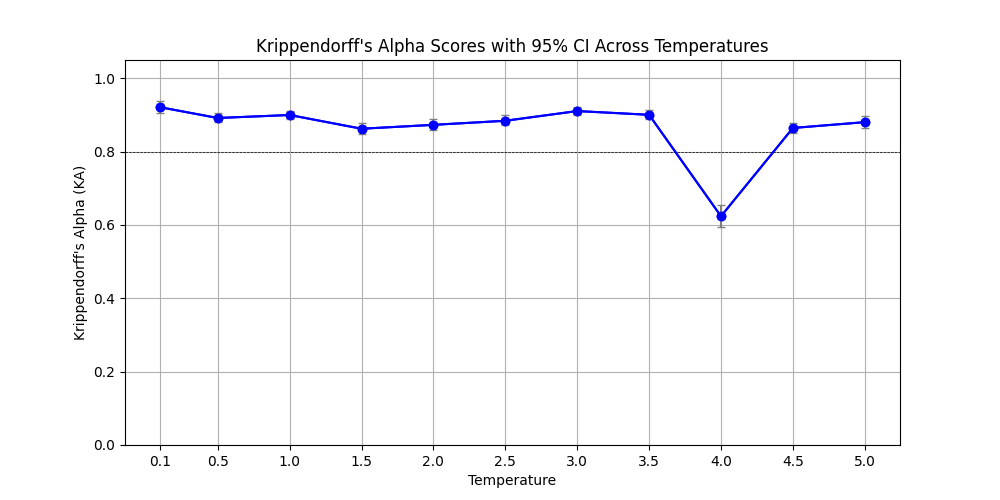 Krippendorff's Alpha Scores with 95% CI Across Temperatures
Krippendorff's Alpha (KA)
1.0
0.8
0.6
0.4
0.2
0.0
0.1 0.5 1.0 1.5 2.0 2.5 3.0 3.5 4.0 4.5 5.0
Temperature